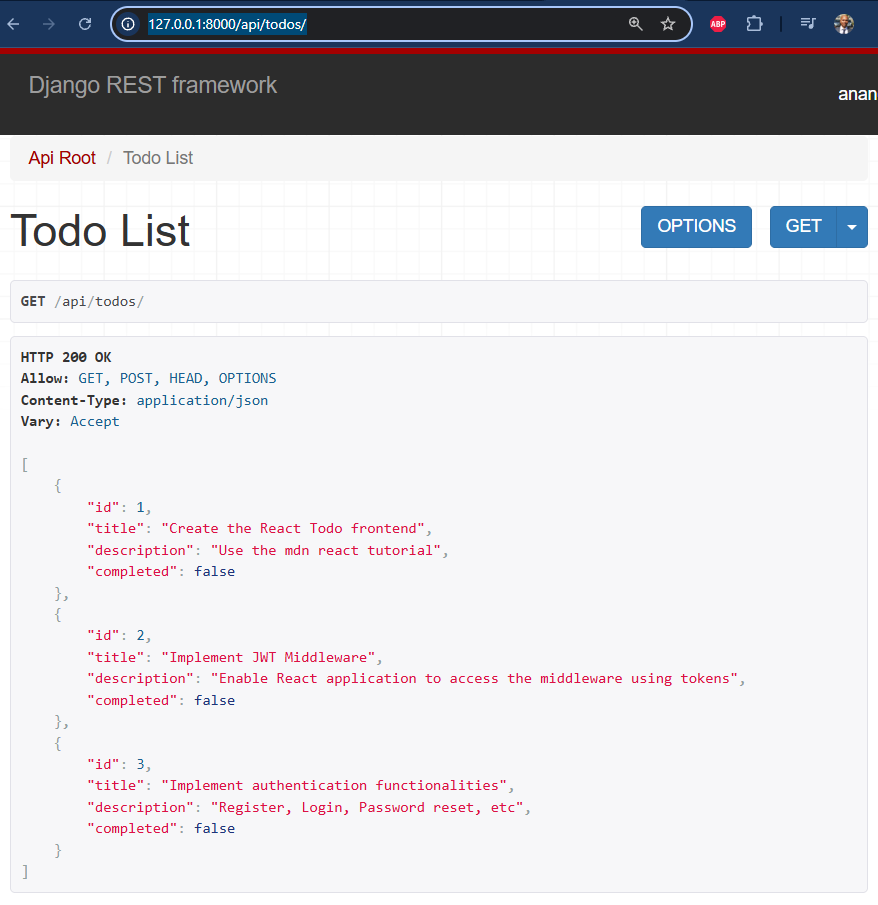 127.0.0.1:8000/api/todos/
ABP
Django REST framework
anan
Api Root / Todo List
Todo List
OPTIONS
GET
GET /api/todos/
HTTP 200 OK
Allow: GET, POST, HEAD, OPTIONS
Content-Type: application/json
Vary: Accept
[
    {
        "id": 1,
        "title": "Create the React Todo frontend",
        "description": "Use the mdn react tutorial",
        "completed": false
    },
    {
        "id": 2,
        "title": "Implement JWT Middleware",
        "description": "Enable React application to access the middleware using tokens",
        "completed": false
    },
    {
        "id": 3,
        "title": "Implement authentication functionalities",
        "description": "Register, Login, Password reset, etc",
        "completed": false
    }
]